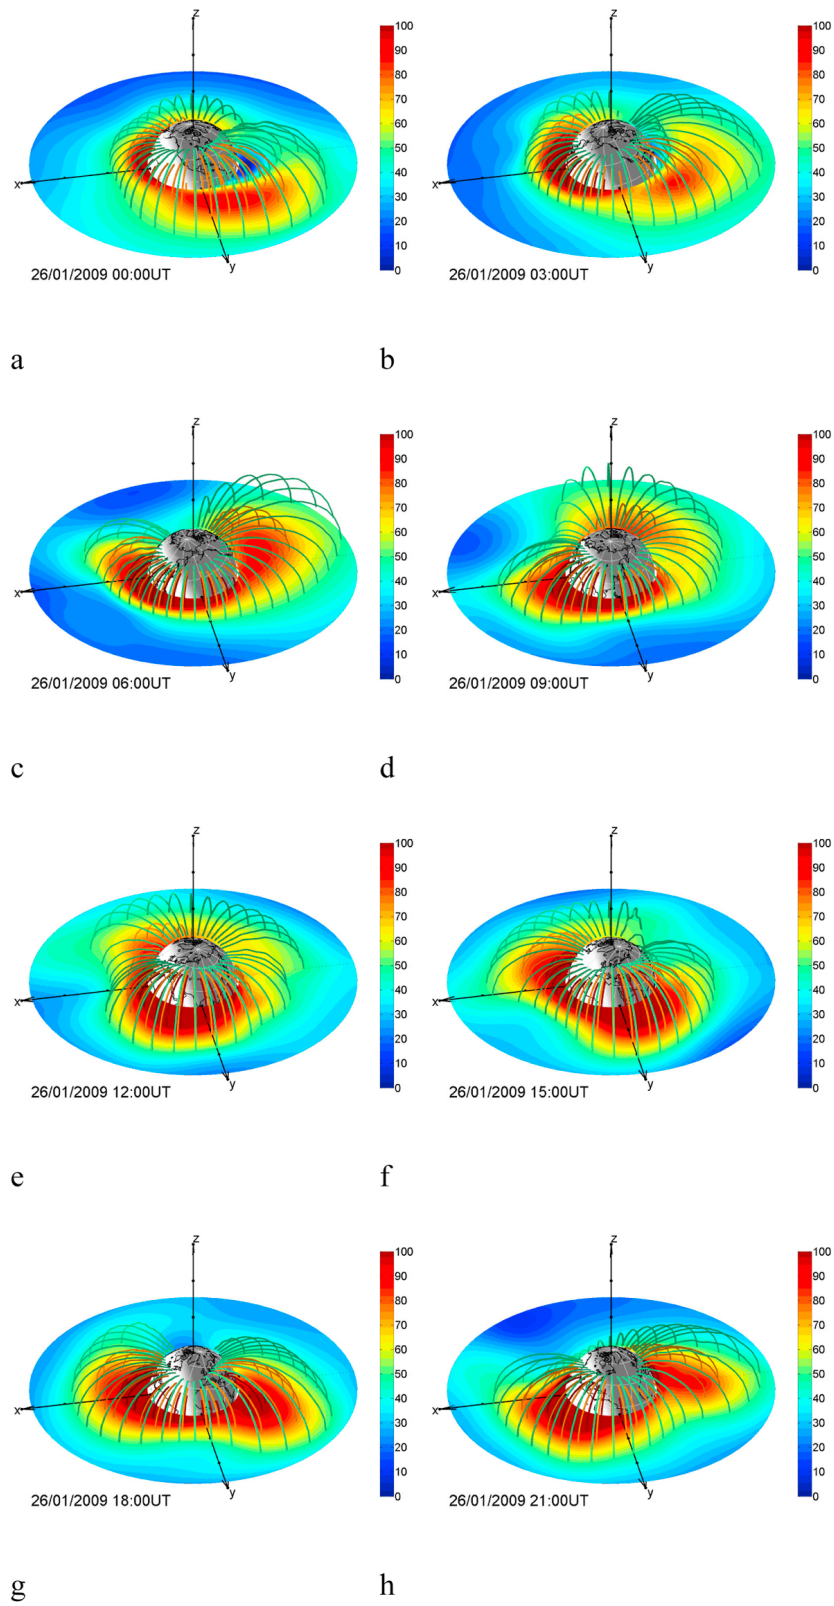 z
100
90
80
70
60
50
40
30
20
10
0
x
y
26/01/2009 00:00UT
z
100
90
80
70
60
50
40
30
20
10
0
x
y
26/01/2009 03:00UT
a
b
z
100
90
80
70
60
50
40
30
20
10
0
x
y
26/01/2009 06:00UT
z
100
90
80
70
60
50
40
30
20
10
0
x
y
26/01/2009 09:00UT
c
d
z
100
90
80
70
60
50
40
30
20
10
0
x
y
26/01/2009 12:00UT
z
100
90
80
70
60
50
40
30
20
10
0
x
y
26/01/2009 15:00UT
e
f
z
100
90
80
70
60
50
40
30
20
10
0
x
y
26/01/2009 18:00UT
z
100
90
80
70
60
50
40
30
20
10
0
x
y
26/01/2009 21:00UT
g
h